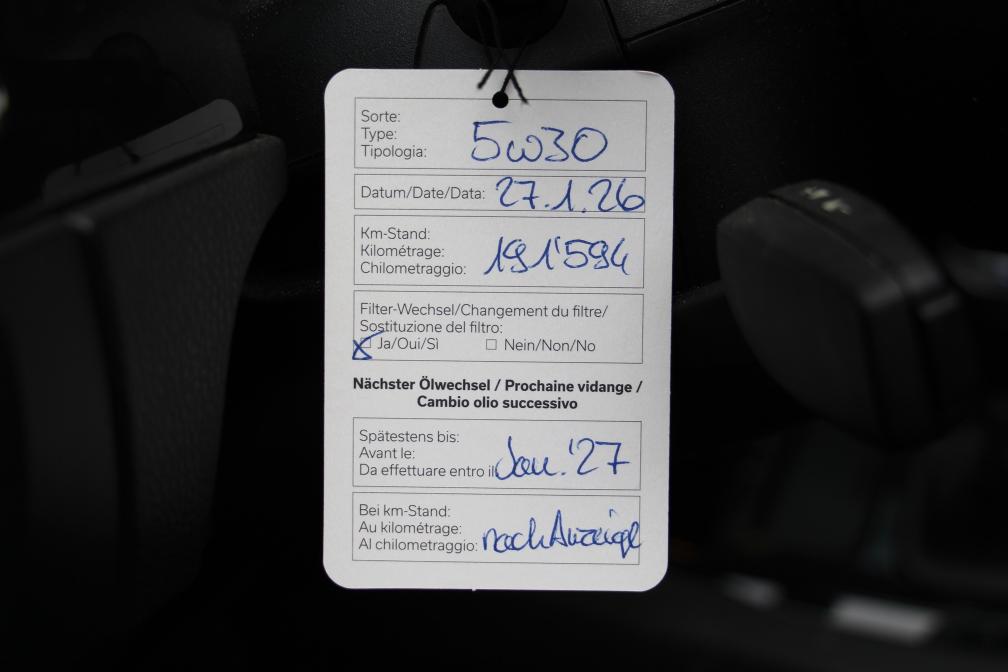 Sorte:
Type:
Tipologia: 5w30
Datum/Date/Data: 27.1.26
Km-Stand:
Kilométrage:
Chilometraggio: 191'594
Filter-Wechsel/Changement du filtre/
Sostituzione del filtro:
☒ Ja/Oui/Sì ☐ Nein/Non/No
Nächster Ölwechsel / Prochaine vidange /
Cambio olio successivo
Spätestens bis:
Avant le:
Da effettuare entro il: Jan. '27
Bei km-Stand:
Au kilométrage:
Al chilometraggio: nach Anzeige